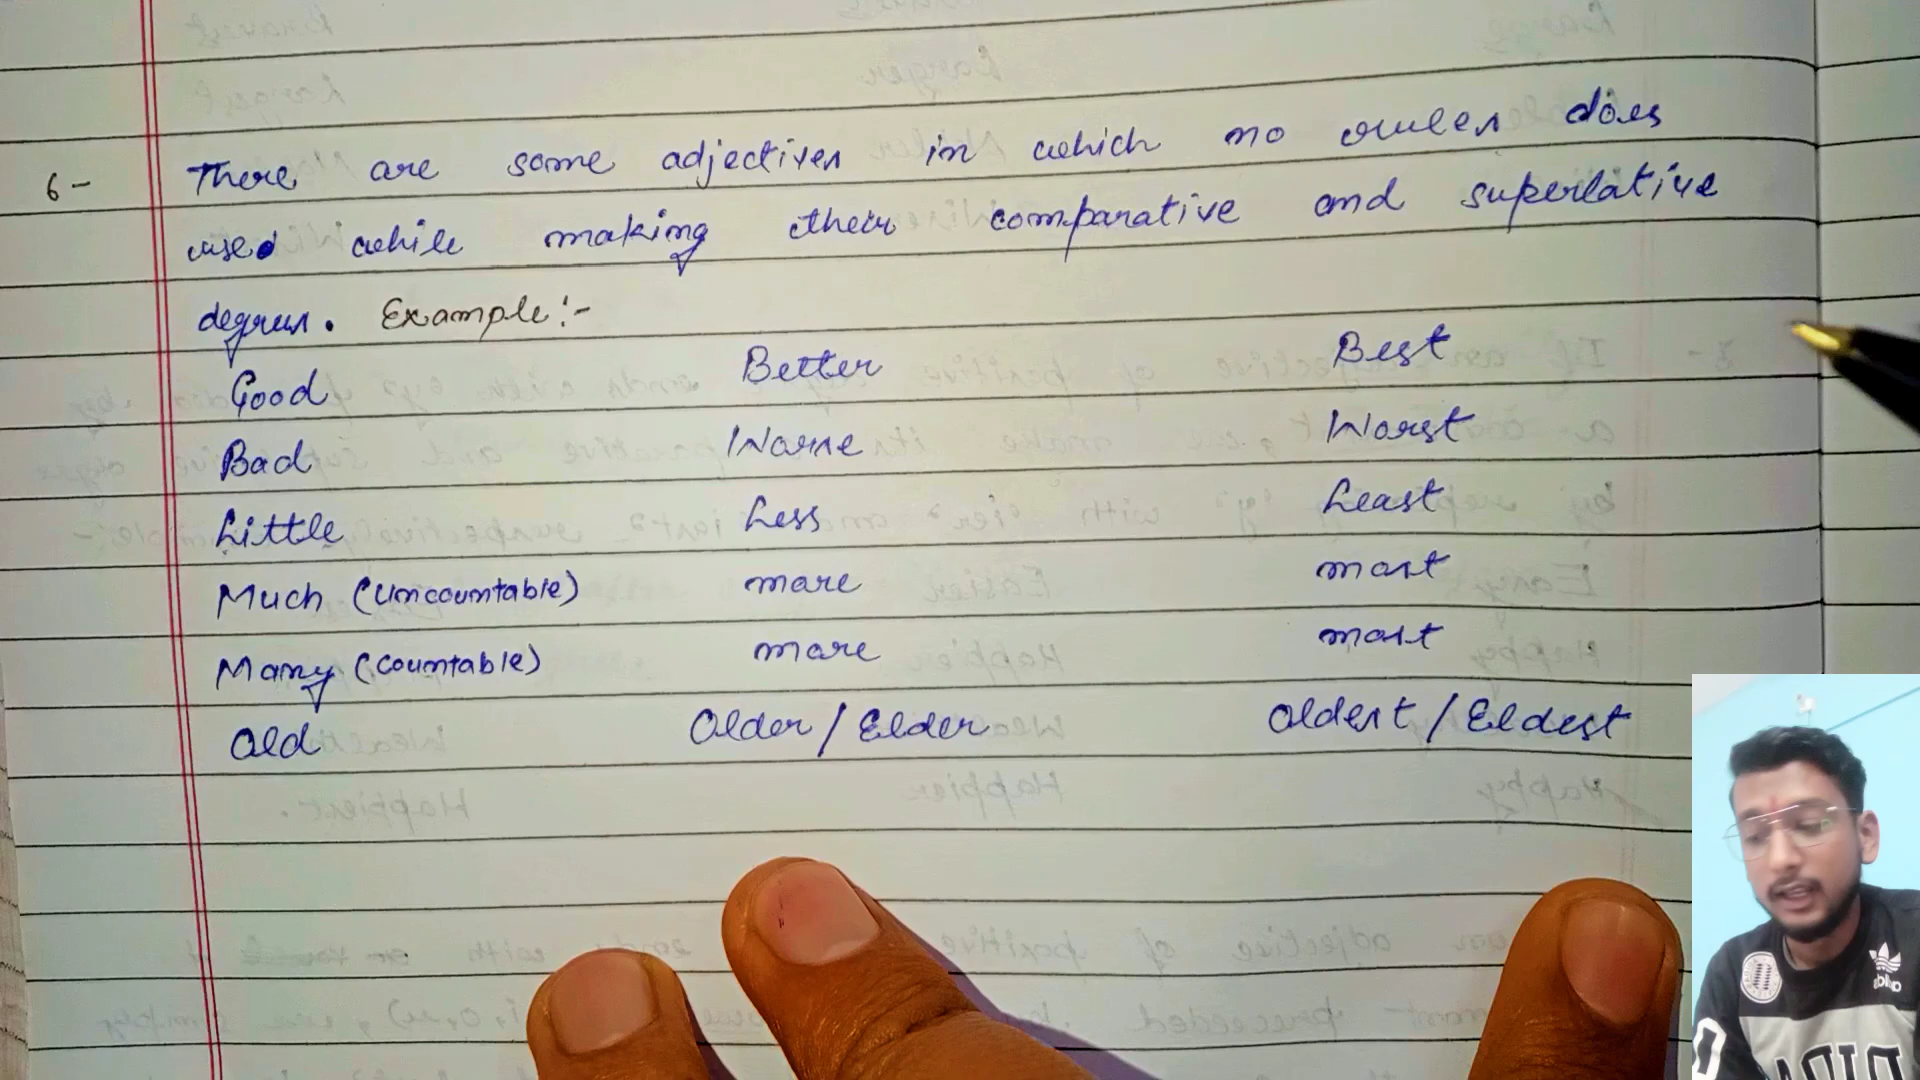 6- There are some adjectives in which no rules does
used while making their comparative and superlative
degrees. Example:-
Good Better Best
Bad Worse Worst
Little Less Least
Much (Uncountable) more most
Many (Countable) more most
Old Older / Elder Oldest / Eldest